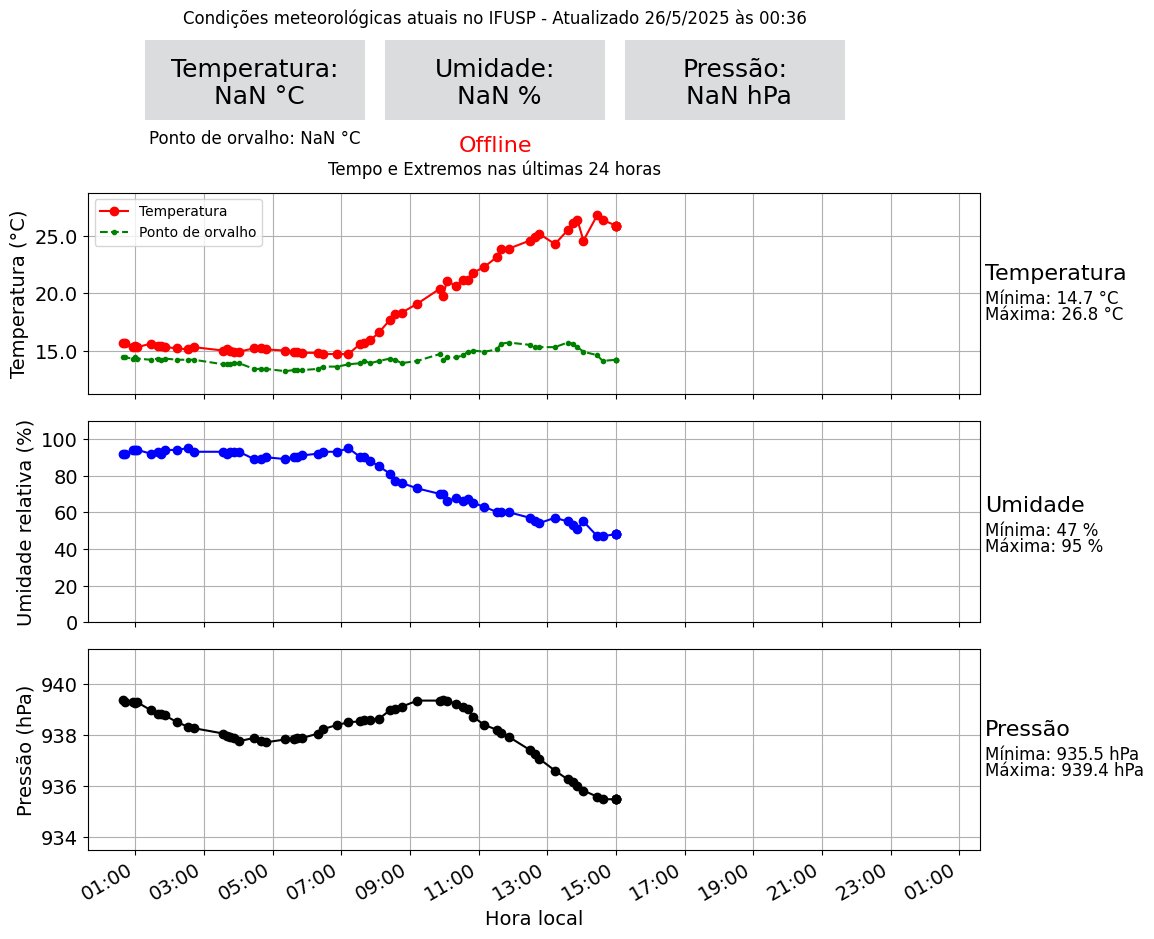 Condições meteorológicas atuais no IFUSP - Atualizado 26/5/2025 às 00:36
Temperatura:
NaN °C
Umidade:
NaN %
Pressão:
NaN hPa
Ponto de orvalho: NaN °C
Offline
Tempo e Extremos nas últimas 24 horas
Temperatura (°C)
25.0
20.0
15.0
Temperatura
Ponto de orvalho
Temperatura
Mínima: 14.7 °C
Máxima: 26.8 °C
Umidade relativa (%)
100
80
60
40
20
0
Umidade
Mínima: 47 %
Máxima: 95 %
Pressão (hPa)
940
938
936
934
Pressão
Mínima: 935.5 hPa
Máxima: 939.4 hPa
01:00 03:00 05:00 07:00 09:00 11:00 13:00 15:00 17:00 19:00 21:00 23:00 01:00
Hora local